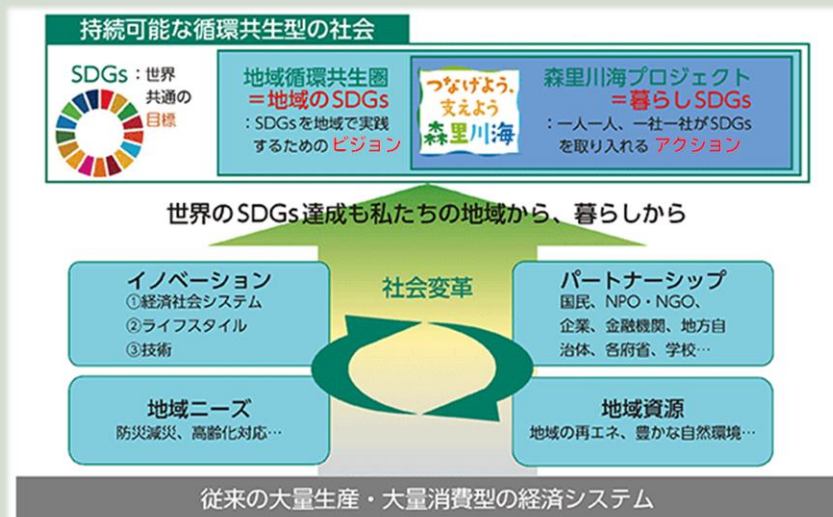 持続可能な循環共生型の社会
SDGs：世界
共通の
目標
地域循環共生圏
＝地域のSDGs
：SDGsを地域で実践
するための ビジョン
つなげよう、
支えよう
森里川海
森里川海プロジェクト
＝暮らしSDGs
：一人一人、一社一社がSDGs
を取り入れる アクション
世界のSDGs達成も私たちの地域から、暮らしから
イノベーション
①経済社会システム
②ライフスタイル
③技術
社会変革
パートナーシップ
国民、NPO・NGO、
企業、金融機関、地方自
治体、各府省、学校…
地域ニーズ
防災減災、高齢化対応…
地域資源
地域の再エネ、豊かな自然環境…
従来の大量生産・大量消費型の経済システム